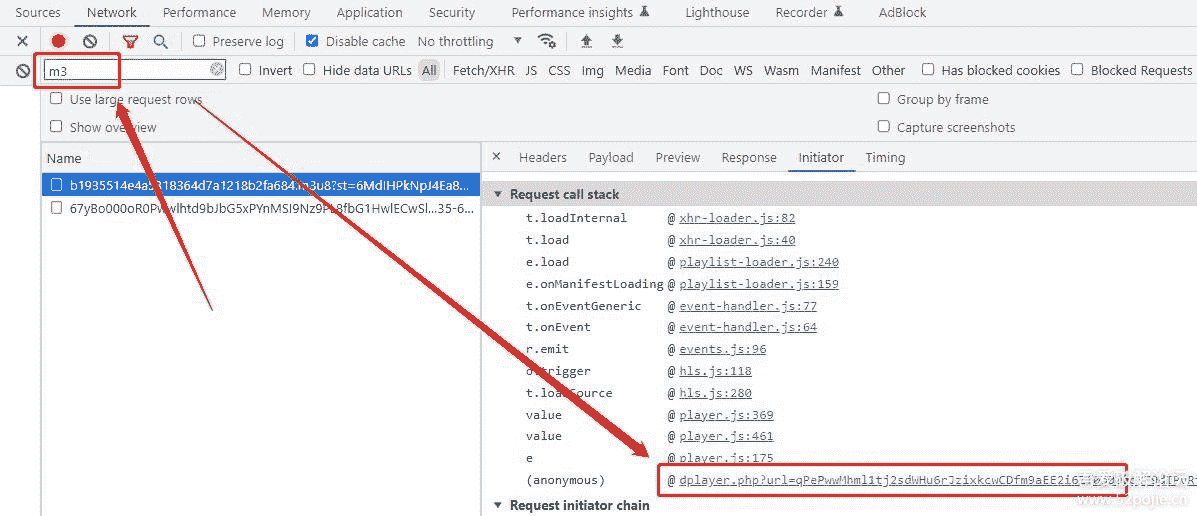 Sources Network Performance Memory Application Security Performance insights Lighthouse Recorder AdBlock
Preserve log Disable cache No throttling
m3 Invert Hide data URLs All Fetch/XHR JS CSS Img Media Font Doc WS Wasm Manifest Other Has blocked cookies Blocked Requests
Use large request rows Group by frame
Show overview Capture screenshots
Name
Headers Payload Preview Response Initiator Timing
Request call stack
t.loadInternal @ xhr-loader.js:82
t.load @ xhr-loader.js:40
e.load @ playlist-loader.js:240
e.onManifestLoading @ playlist-loader.js:159
t.onEventGeneric @ event-handler.js:77
t.onEvent @ event-handler.js:64
r.emit @ events.js:96
o.trigger @ hls.js:118
t.loadSource @ hls.js:280
value @ player.js:369
value @ player.js:461
e @ player.js:175
(anonymous) @
Request initiator chain